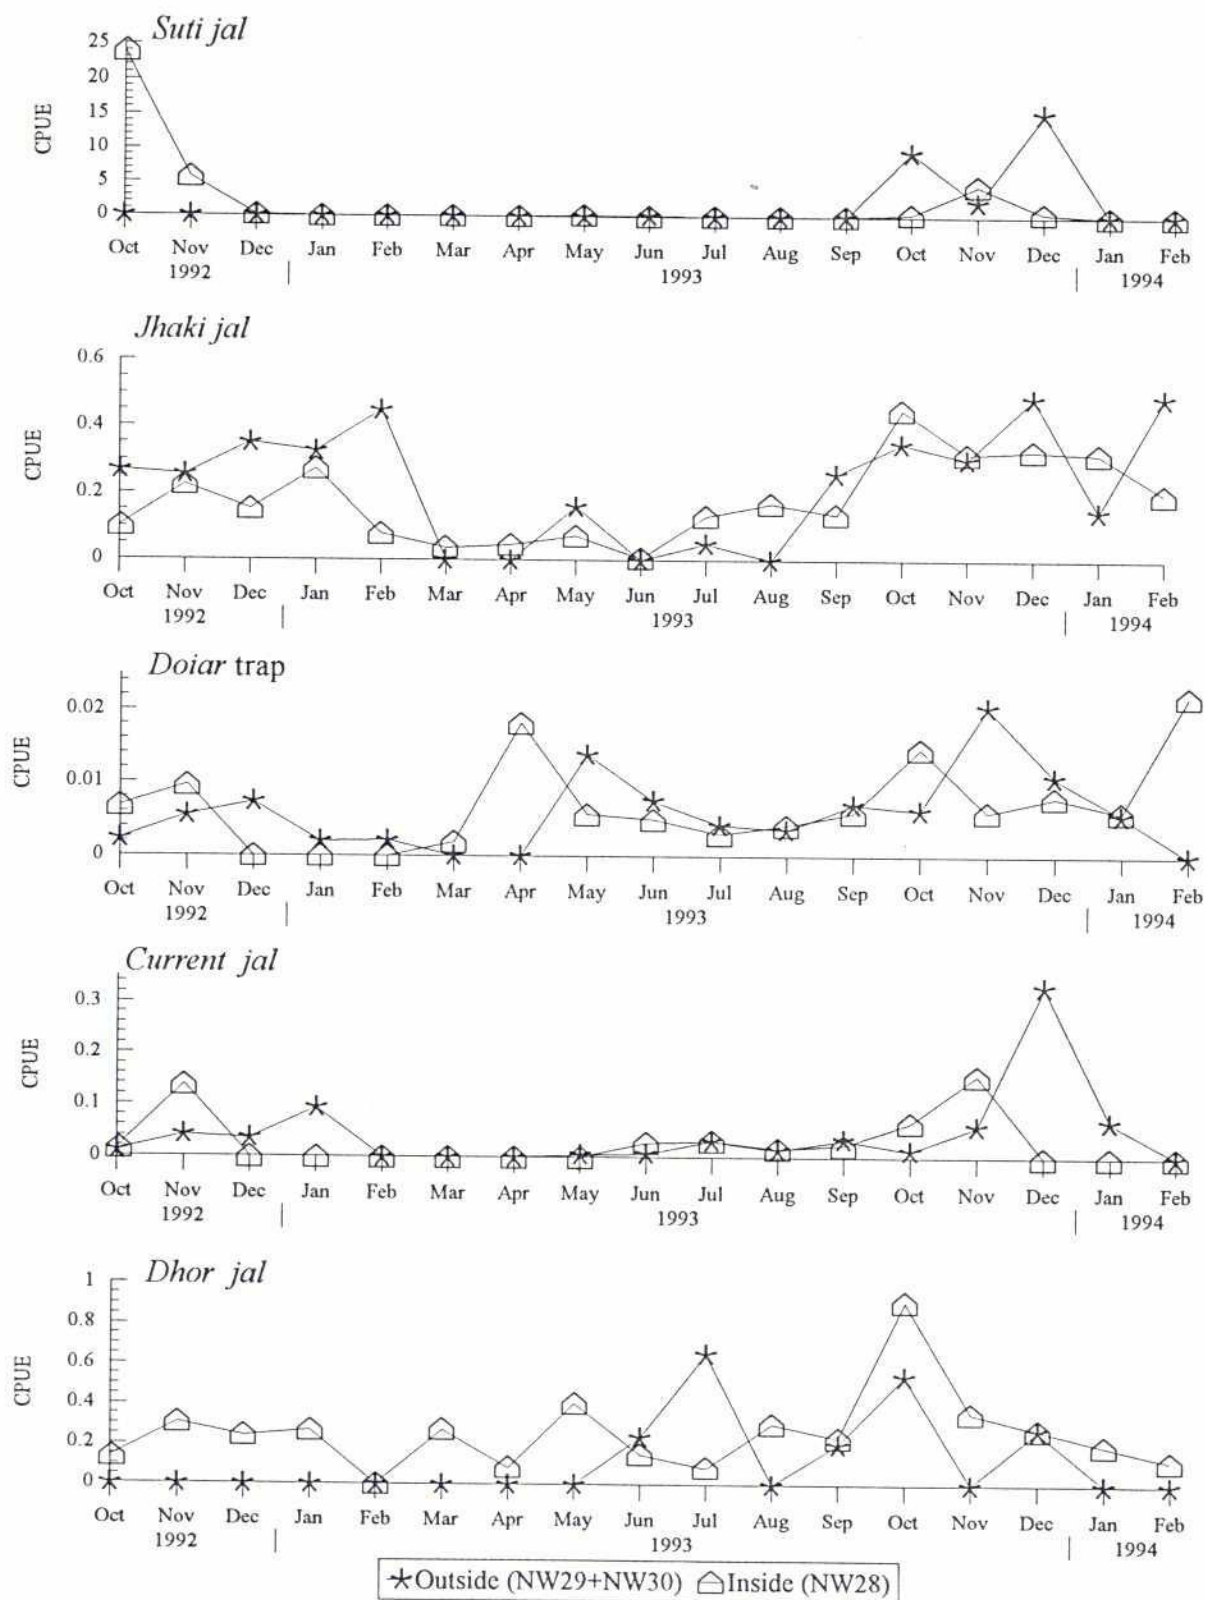 Suti jal
25
20
15
10
5
0
CPUE
Oct Nov Dec Jan Feb Mar Apr May Jun Jul Aug Sep Oct Nov Dec Jan Feb
1992 | 1993 | 1994
Jhaki jal
0.6
0.4
0.2
0
CPUE
Oct Nov Dec Jan Feb Mar Apr May Jun Jul Aug Sep Oct Nov Dec Jan Feb
1992 | 1993 | 1994
Doiar trap
0.02
0.01
0
CPUE
Oct Nov Dec Jan Feb Mar Apr May Jun Jul Aug Sep Oct Nov Dec Jan Feb
1992 | 1993 | 1994
Current jal
0.3
0.2
0.1
0
CPUE
Oct Nov Dec Jan Feb Mar Apr May Jun Jul Aug Sep Oct Nov Dec Jan Feb
1992 | 1993 | 1994
Dhor jal
1
0.8
0.6
0.4
0.2
0
CPUE
Oct Nov Dec Jan Feb Mar Apr May Jun Jul Aug Sep Oct Nov Dec Jan Feb
1992 | 1993 | 1994
Outside (NW29+NW30) Inside (NW28)